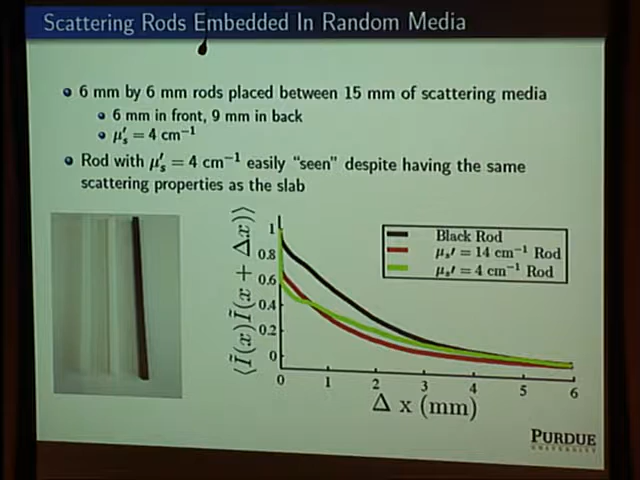 Scattering Rods Embedded In Random Media
6 mm by 6 mm rods placed between 15 mm of scattering media
6 mm in front, 9 mm in back
μ′ₛ = 4 cm⁻¹
Rod with μ′ₛ = 4 cm⁻¹ easily “seen” despite having the same
scattering properties as the slab
⟨Ĩ(x)Ĩ(x + Δx)⟩
1
0.8
0.6
0.4
0.2
0
Black Rod
μₛ′ = 14 cm⁻¹ Rod
μₛ′ = 4 cm⁻¹ Rod
0 1 2 3 4 5 6
Δ x (mm)
PURDUE
UNIVERSITY